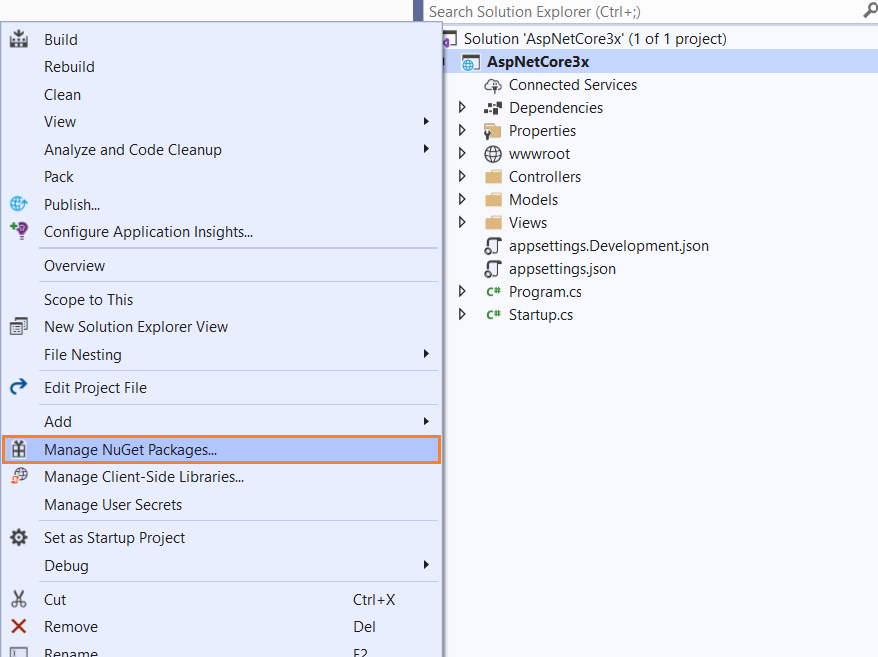 Search Solution Explorer (Ctrl+;)
Build
Rebuild
Clean
View
Analyze and Code Cleanup
Pack
Publish...
Configure Application Insights...
Overview
Scope to This
New Solution Explorer View
File Nesting
Edit Project File
Add
Manage NuGet Packages...
Manage Client-Side Libraries...
Manage User Secrets
Set as Startup Project
Debug
Cut Ctrl+X
Remove Del
Rename F2
Solution 'AspNetCore3x' (1 of 1 project)
AspNetCore3x
Connected Services
Dependencies
Properties
wwwroot
Controllers
Models
Views
appsettings.Development.json
appsettings.json
C# Program.cs
C# Startup.cs